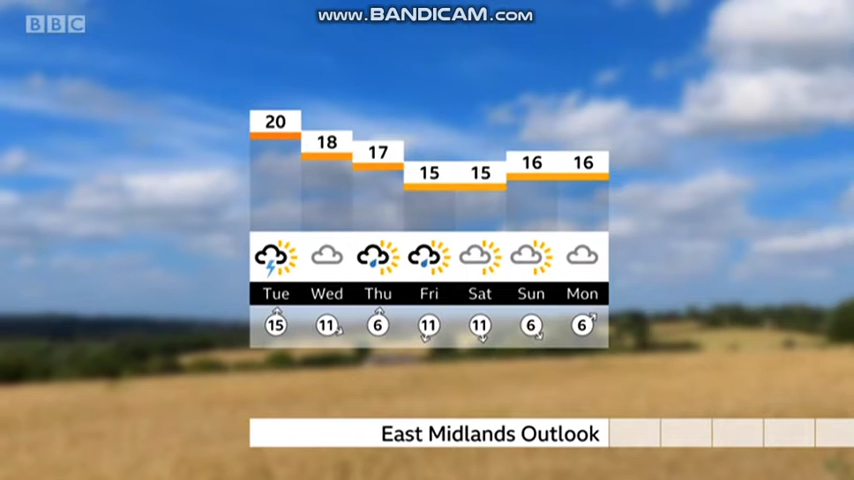 BBC
www.BANDICAM.com
20
18
17
15
15
16
16
Tue Wed Thu Fri Sat Sun Mon
15 11 6 11 11 6 6
East Midlands Outlook